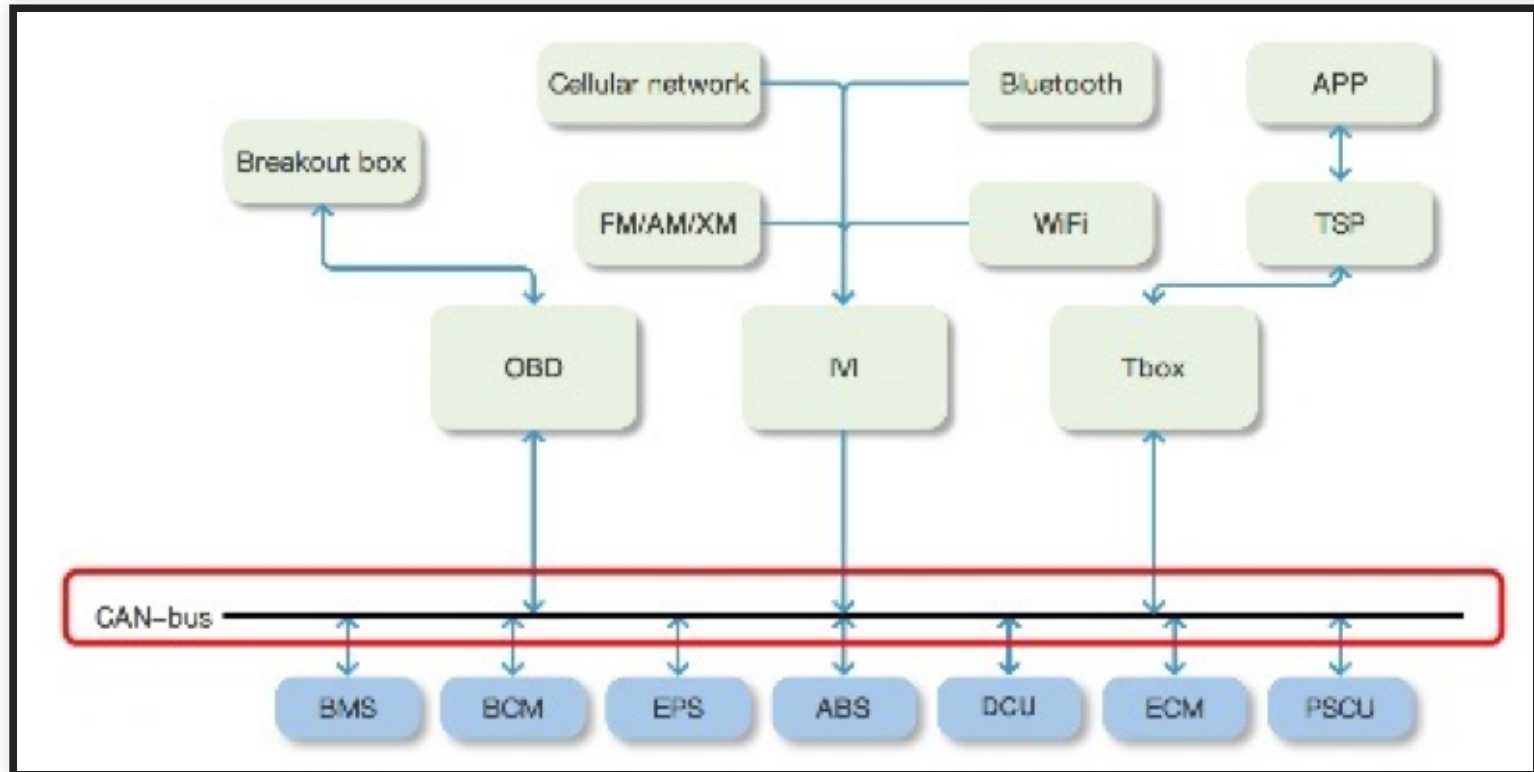 Cellular network
Bluetooth
APP
Breakout box
FM/AM/XM
WiFi
TSP
OBD
IVI
Tbox
CAN-bus
BMS
BCM
EPS
ABS
DCU
ECM
PSCU